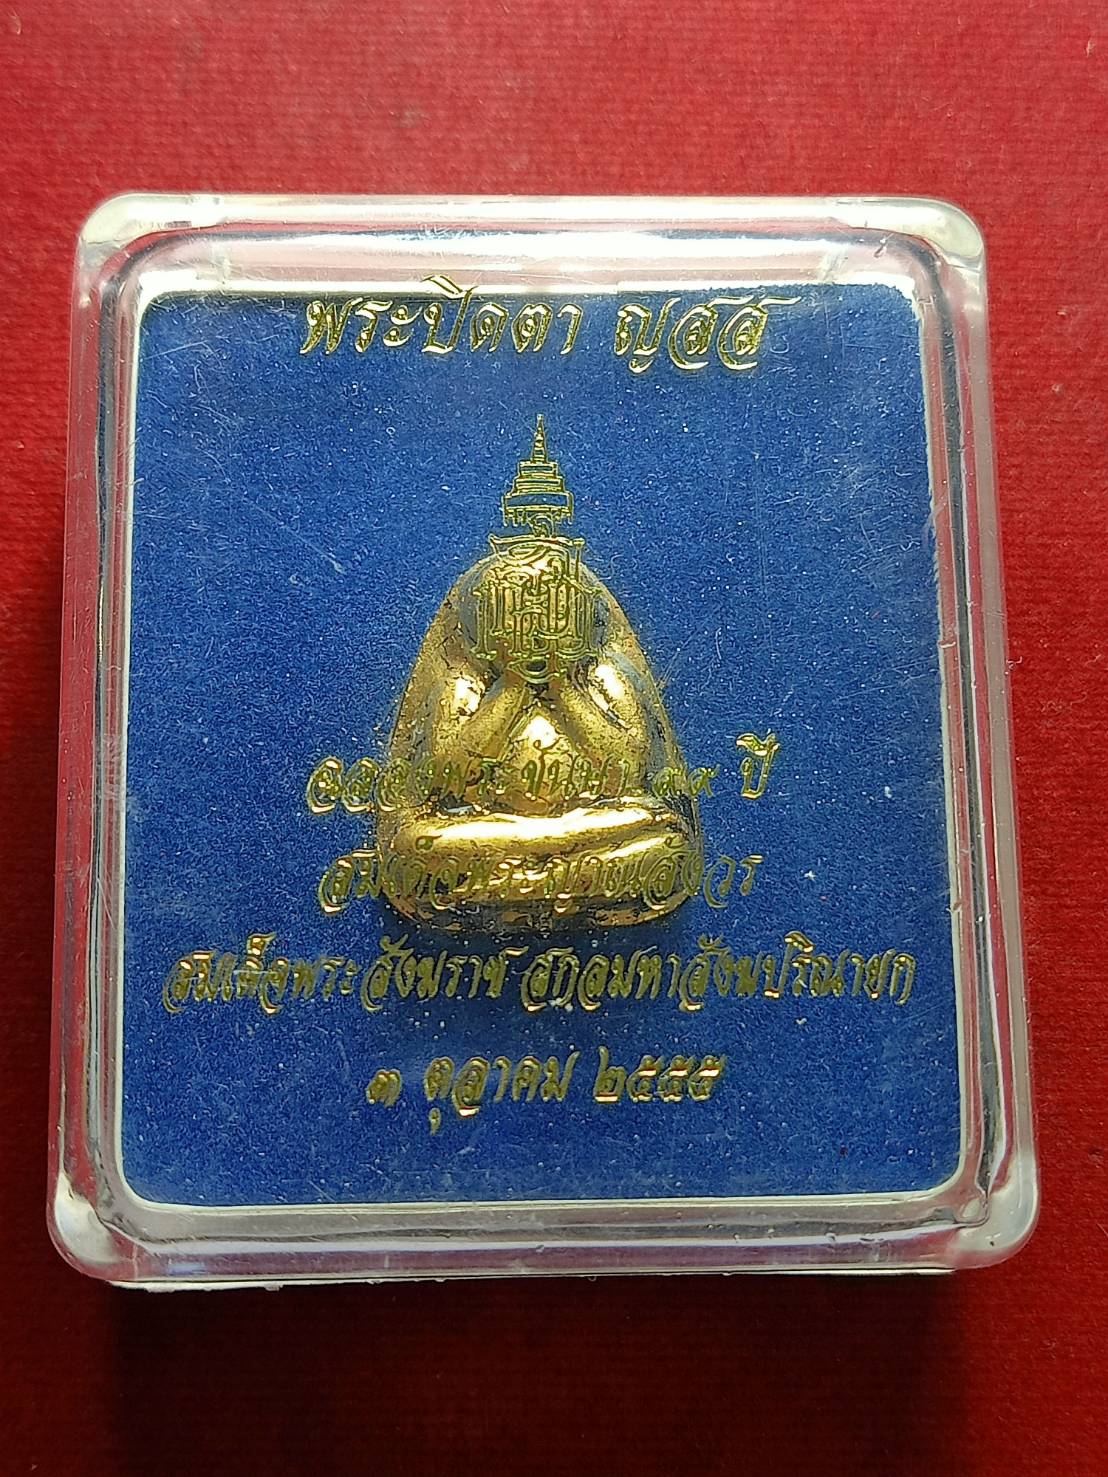 พระปิดตา ญสส
ฉลองพระชันษา ๙๙ ปี
สมเด็จพระญาณสังวร
สมเด็จพระสังฆราช สกลมหาสังฆปริณายก
๓ ตุลาคม ๒๕๕๕